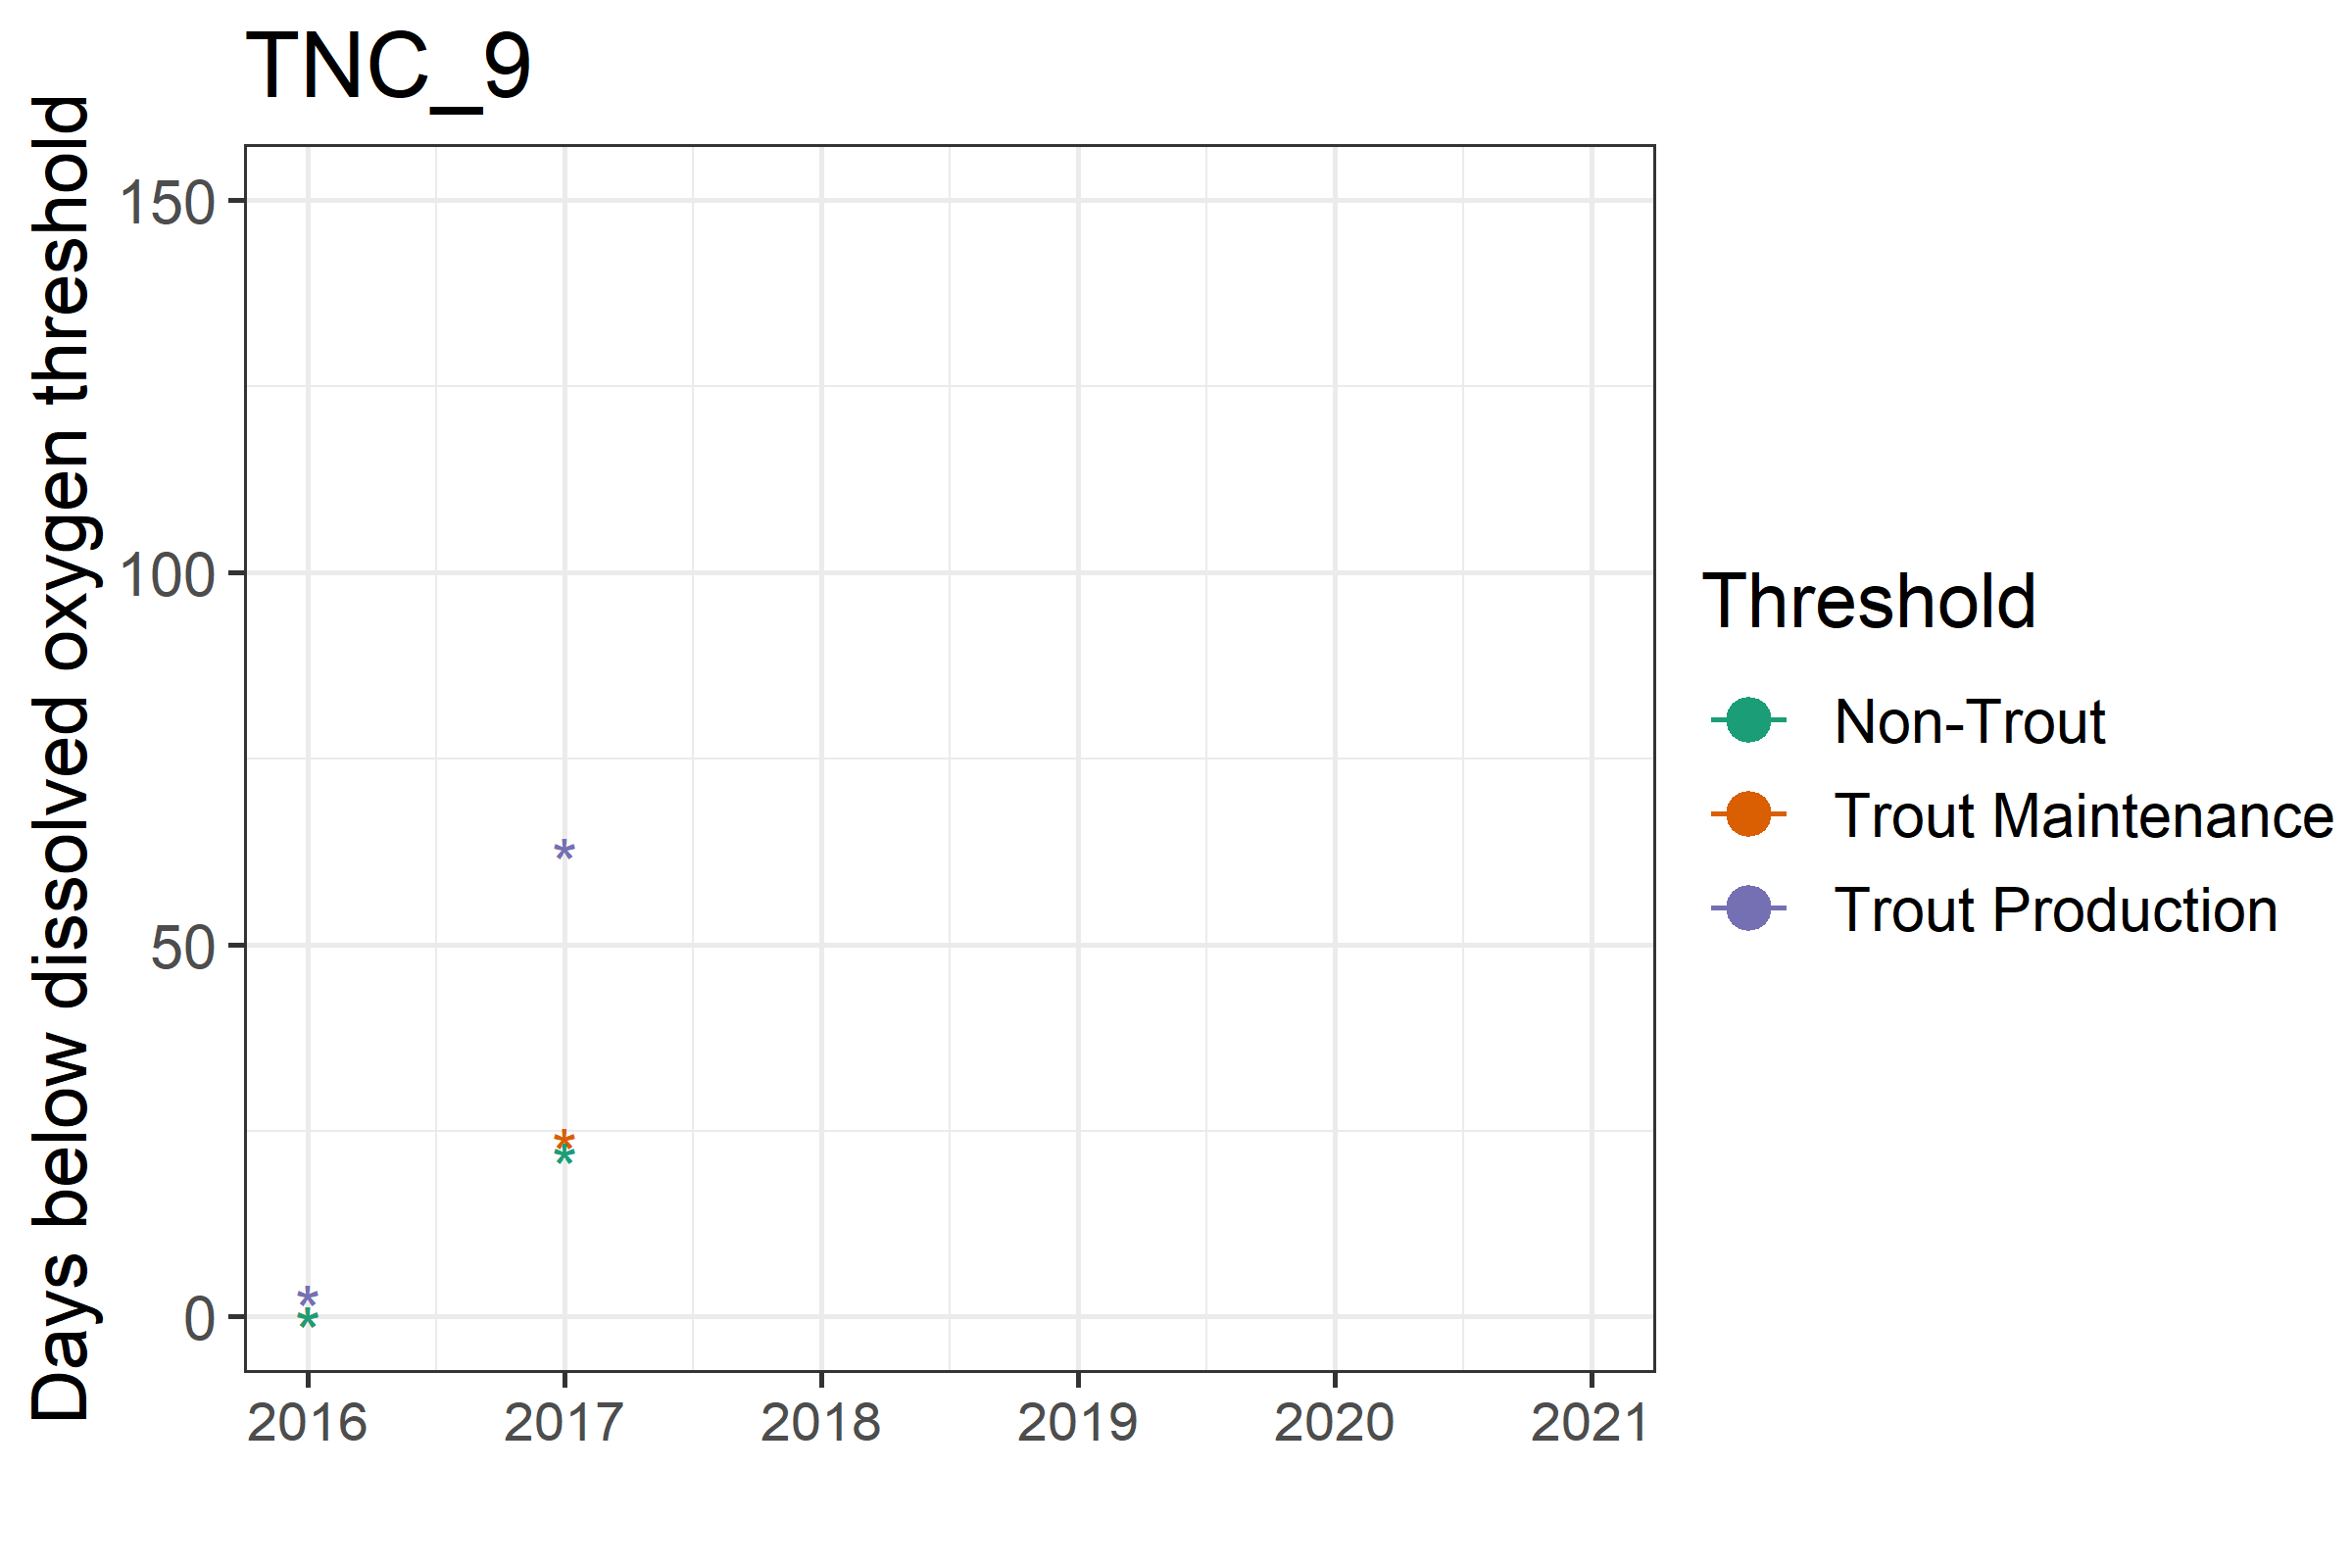 TNC_9
Days below dissolved oxygen threshold
150
100
50
0
2016 2017 2018 2019 2020 2021
Threshold
Non-Trout
Trout Maintenance
Trout Production